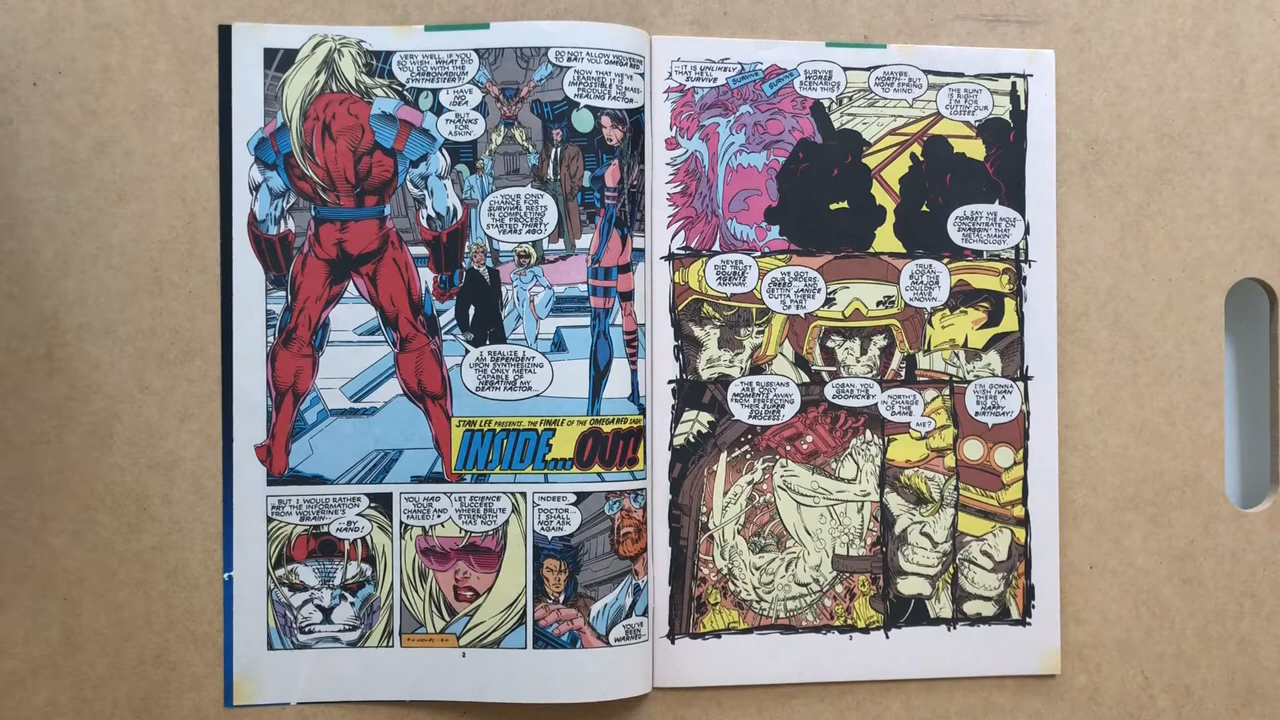 VERY WELL, IF YOU
SO WISH. WHAT DID
YOU DO WITH THE
CARBONADIUM
SYNTHESIZER?
I HAVE
NO
IDEA.
BUT
THANKS
FOR
ASKIN'.
DO NOT ALLOW WOLVERINE
TO BAIT YOU, OMEGA RED.
NOW THAT WE'VE
LEARNED IT IS
IMPOSSIBLE TO MASS-
PRODUCE HIS
HEALING FACTOR--
--YOUR ONLY
CHANCE FOR
SURVIVAL RESTS
IN COMPLETING
THE PROCESS
STARTED THIRTY
YEARS AGO!
I REALIZE I
AM DEPENDENT
UPON SYNTHESIZING
THE ONLY METAL
CAPABLE OF
NEGATING MY
DEATH FACTOR...
STAN LEE PRESENTS... THE FINALE OF THE OMEGA RED SAGA!
INSIDE...OUT!
...BUT I WOULD RATHER
PRY THE INFORMATION
FROM WOLVERINE'S
BRAIN--
--BY
HAND!
YOU HAD
YOUR
CHANCE AND
FAILED!*
LET SCIENCE
SUCCEED
WHERE BRUTE
STRENGTH
HAS NOT.
INDEED,
DOCTOR...
I SHALL
NOT ASK
AGAIN.
YOU'VE
BEEN
WARNED...
2
...IT IS UNLIKELY
THAT HE'LL
SURVIVE
SURVIVE
SURVIVE
SURVIVE
WORSE
SCENARIOS
THAN THIS?
MAYBE,
NORTH--BUT
NONE SPRING
TO MIND.
THE RUNT
IS RIGHT.
I'M FOR
CUTTIN' OUR
LOSSES.
I SAY WE
FORGET THE MOLE--
CONCENTRATE ON
SNAGGIN' THAT
METAL-MAKIN'
TECHNOLOGY.
NEVER
DID TRUST
DOUBLE-
AGENTS
ANYWAY.
WE GOT
OUR ORDERS,
CREED... AND
GETTIN' JANICE
OUTTA THERE
IS PART
OF 'EM.
TRUE,
LOGAN--
BUT THE
MAJOR
COULDN'T
HAVE
KNOWN...
...THE RUSSIANS
ARE ONLY
MOMENTS AWAY
FROM PERFECTING
THEIR SUPER
SOLDIER
PROCESS!
LOGAN, YOU
GRAB THE
DOOHICKEY.
NORTH'S
IN CHARGE
OF THE
DAME.
ME?
I'M GONNA
WISH IVAN
THERE A
BIG OL'
HAPPY
BIRTHDAY!
3